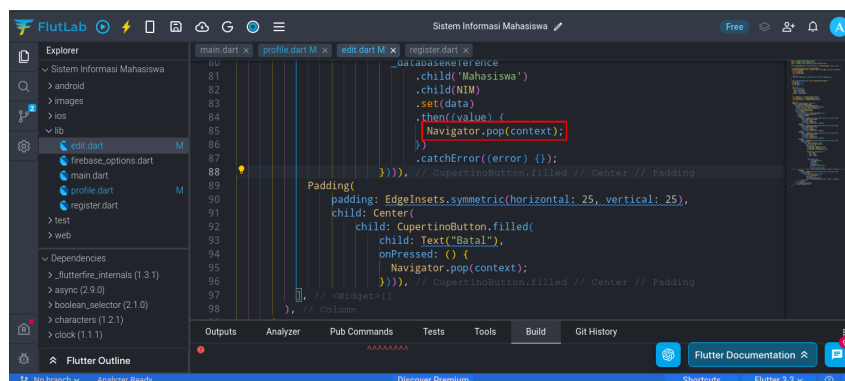 FlutLab
G
Sistem Informasi Mahasiswa
Free
A
Explorer
main.dart × profile.dart M × edit.dart M × register.dart ×
Sistem Informasi Mahasiswa
android
images
ios
lib
edit.dart M
firebase_options.dart
main.dart
profile.dart M
register.dart
test
web
Dependencies
_flutterfire_internals (1.3.1)
async (2.9.0)
boolean_selector (2.1.0)
characters (1.2.1)
clock (1.1.1)
Flutter Outline
80 _databaseReference
81 .child('Mahasiswa')
82 .child(NIM)
83 .set(data)
84 .then((value) {
85 Navigator.pop(context);
86 })
87 .catchError((error) {});
88 }))), // CupertinoButton.filled // Center // Padding
89 Padding(
90 padding: EdgeInsets.symmetric(horizontal: 25, vertical: 25),
91 child: Center(
92 child: CupertinoButton.filled(
93 child: Text("Batal"),
94 onPressed: () {
95 Navigator.pop(context);
96 }))), // CupertinoButton.filled // Center // Padding
97 ], // <Widget>[]
98 ), // Column
Outputs Analyzer Pub Commands Tests Tools Build Git History
^^^^^^^^
Flutter Documentation
No branch Analyzer Ready Discover Premium Shortcuts Flutter 3.3